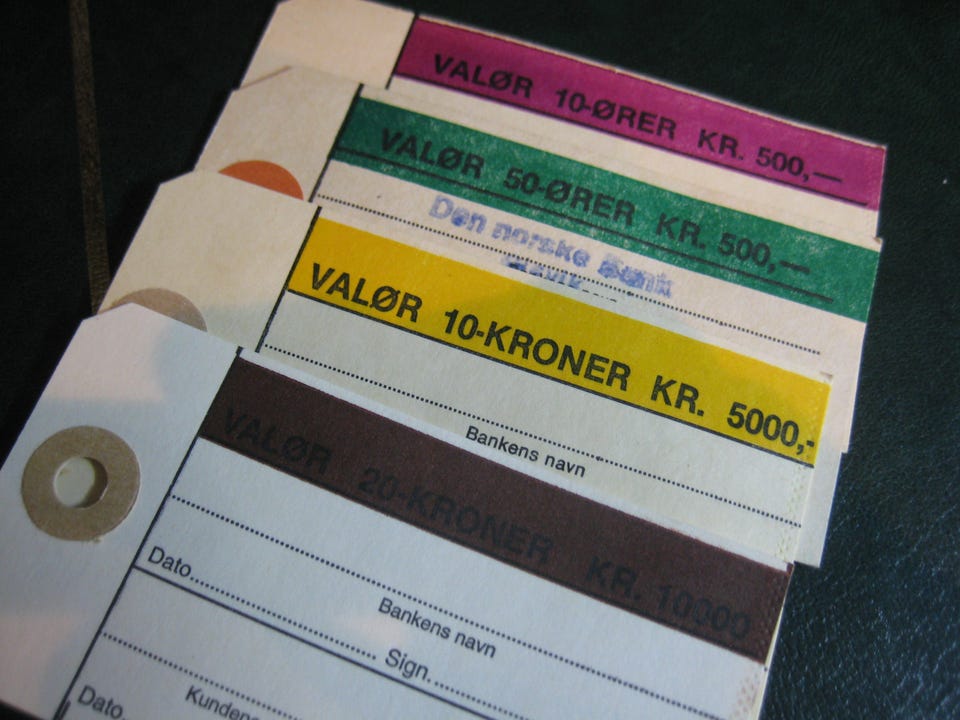 VALØR 10-ØRER KR. 500,—
VALØR 50-ØRER KR. 500,—
Den norske Bank
VALØR 10-KRONER KR. 5000,-
Bankens navn
VALØR 20-KRONER KR. 10000
Bankens navn
Dato
Sign.
Dato